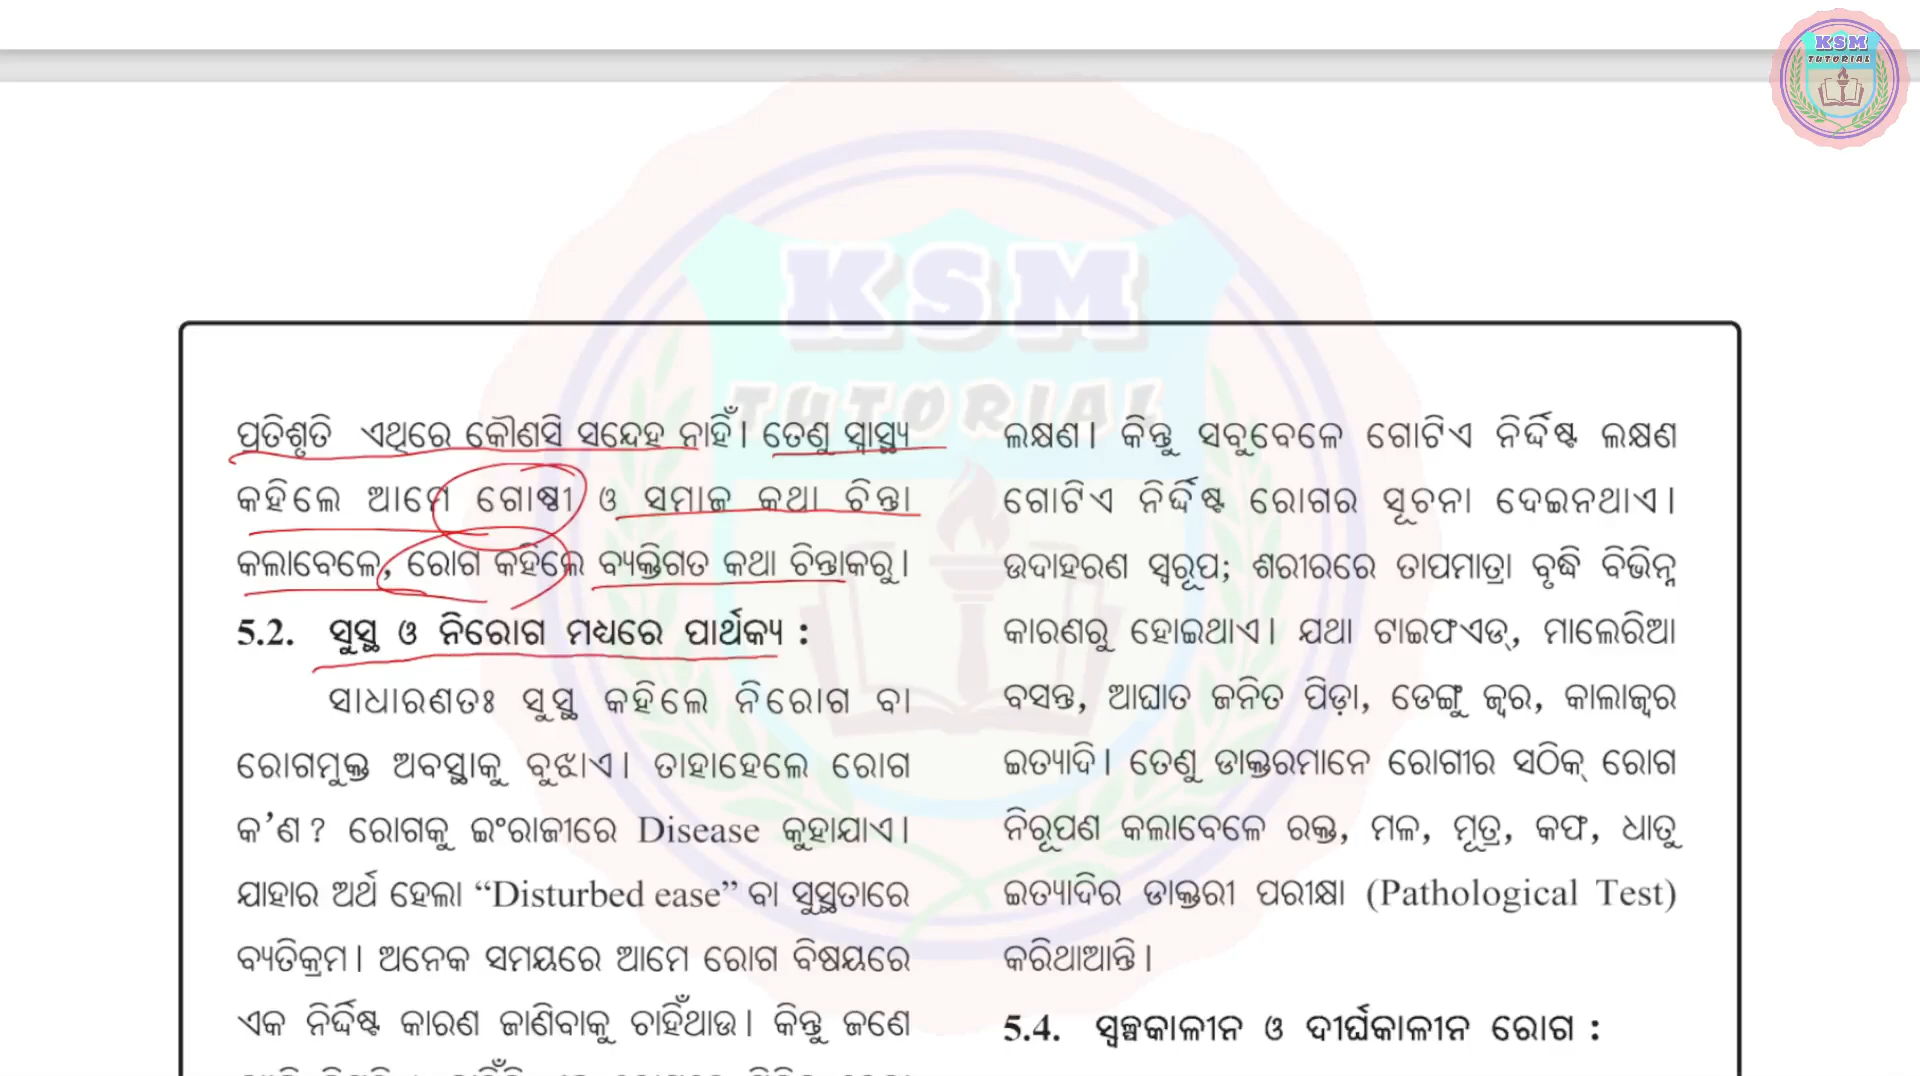 KSM
TUTORIAL
KSM
TUTORIAL
ପ୍ରତିଶୃତି ଏଥିରେ କୌଣସି ସନ୍ଦେହ ନାହିଁ। ତେଣୁ ସ୍ୱାସ୍ଥ୍ୟ
କହିଲେ ଆମେ ଗୋଷ୍ଠୀ ଓ ସମାଜ କଥା ଚିନ୍ତା
କଲାବେଳେ, ରୋଗ କହିଲେ ବ୍ୟକ୍ତିଗତ କଥା ଚିନ୍ତାକରୁ।
5.2. ସୁସ୍ଥ ଓ ନିରୋଗ ମଧ୍ୟରେ ପାର୍ଥକ୍ୟ :
ସାଧାରଣତଃ ସୁସ୍ଥ କହିଲେ ନିରୋଗ ବା
ରୋଗମୁକ୍ତ ଅବସ୍ଥାକୁ ବୁଝାଏ। ତାହାହେଲେ ରୋଗ
କ’ଣ? ରୋଗକୁ ଇଂରାଜୀରେ Disease କୁହାଯାଏ।
ଯାହାର ଅର୍ଥ ହେଲା “Disturbed ease” ବା ସୁସ୍ଥତାରେ
ବ୍ୟତିକ୍ରମ। ଅନେକ ସମୟରେ ଆମେ ରୋଗ ବିଷୟରେ
ଏକ ନିର୍ଦ୍ଦିଷ୍ଟ କାରଣ ଜାଣିବାକୁ ଚାହିଁଥାଉ। କିନ୍ତୁ ଜଣେ
ଲକ୍ଷଣ। କିନ୍ତୁ ସବୁବେଳେ ଗୋଟିଏ ନିର୍ଦ୍ଦିଷ୍ଟ ଲକ୍ଷଣ
ଗୋଟିଏ ନିର୍ଦ୍ଦିଷ୍ଟ ରୋଗର ସୂଚନା ଦେଇନଥାଏ।
ଉଦାହରଣ ସ୍ୱରୂପ; ଶରୀରରେ ତାପମାତ୍ରା ବୃଦ୍ଧି ବିଭିନ୍ନ
କାରଣରୁ ହୋଇଥାଏ। ଯଥା ଟାଇଫଏଡ୍, ମାଲେରିଆ
ବସନ୍ତ, ଆଘାତ ଜନିତ ପିଡ଼ା, ଡେଙ୍ଗୁ ଜ୍ୱର, କାଲାଜ୍ୱର
ଇତ୍ୟାଦି। ତେଣୁ ଡାକ୍ତରମାନେ ରୋଗୀର ସଠିକ୍ ରୋଗ
ନିରୂପଣ କଲାବେଳେ ରକ୍ତ, ମଳ, ମୂତ୍ର, କଫ, ଧାତୁ
ଇତ୍ୟାଦିର ଡାକ୍ତରୀ ପରୀକ୍ଷା (Pathological Test)
କରିଥାଆନ୍ତି।
5.4. ସ୍ୱଳ୍ପକାଳୀନ ଓ ଦୀର୍ଘକାଳୀନ ରୋଗ :